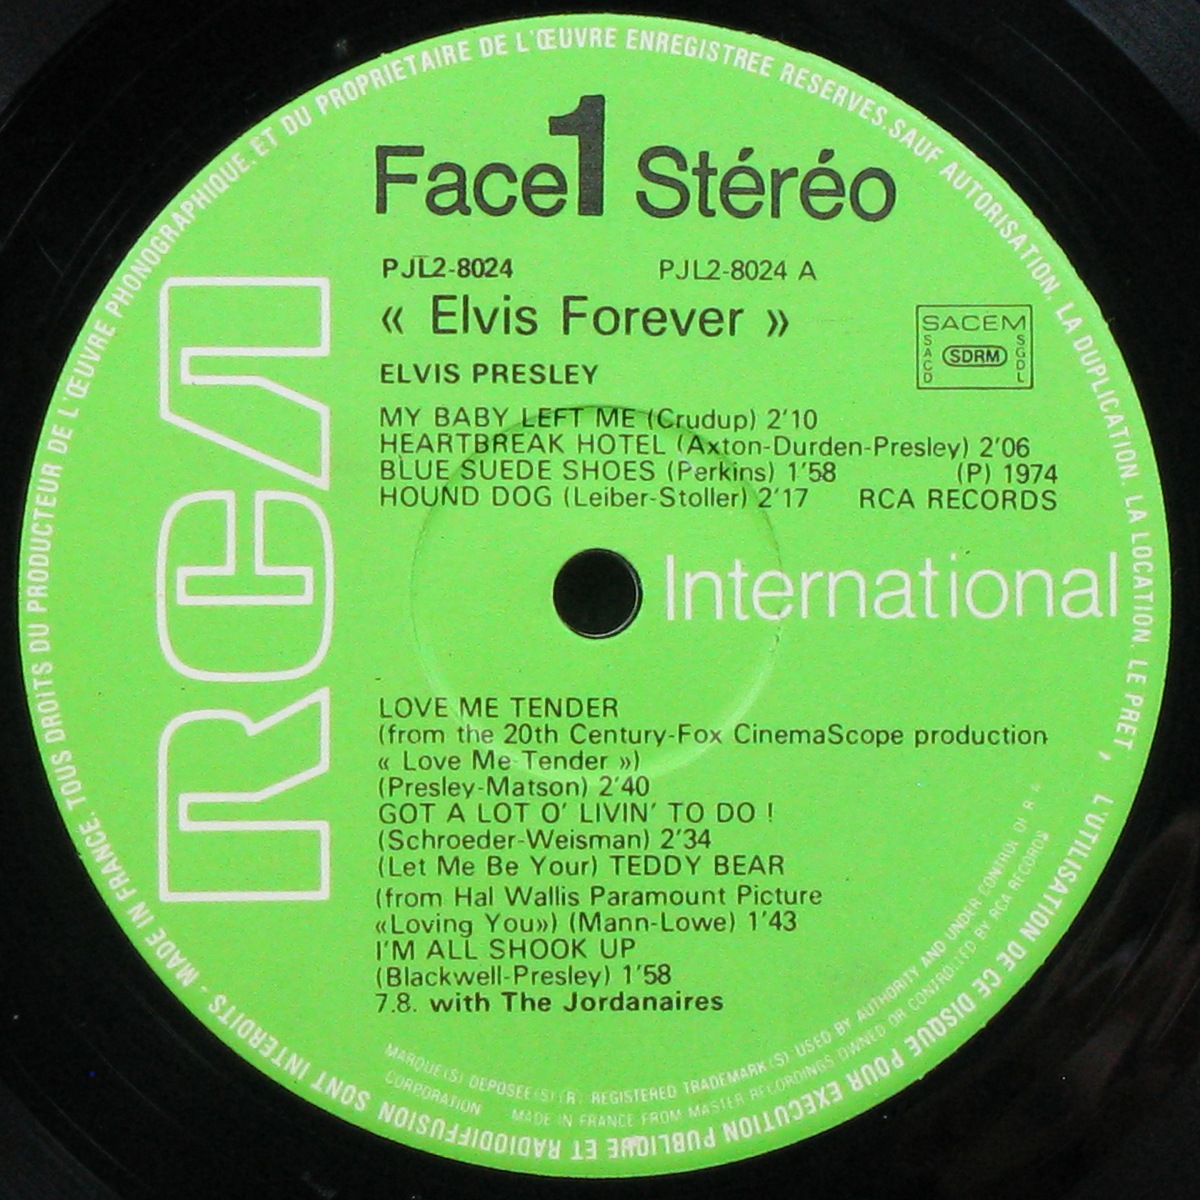 Face 1 Stéréo
PJL2-8024 PJL2-8024 A
« Elvis Forever »
SACEM
SACD SDRM SGDL
ELVIS PRESLEY
MY BABY LEFT ME (Crudup) 2'10
HEARTBREAK HOTEL (Axton-Durden-Presley) 2'06
BLUE SUEDE SHOES (Perkins) 1'58 (P) 1974
HOUND DOG (Leiber-Stoller) 2'17 RCA RECORDS
RCA
International
LOVE ME TENDER
(from the 20th Century-Fox CinemaScope production
« Love Me Tender »)
(Presley-Matson) 2'40
GOT A LOT O' LIVIN' TO DO !
(Schroeder-Weisman) 2'34
(Let Me Be Your) TEDDY BEAR
(from Hal Wallis Paramount Picture
«Loving You») (Mann-Lowe) 1'43
I'M ALL SHOOK UP
(Blackwell-Presley) 1'58
7.8. with The Jordanaires
MARQUE(S) DEPOSEE(S) (R) REGISTERED TRADEMARK(S) USED BY AUTHORITY AND UNDER CONTROL OF R A
CORPORATION MADE IN FRANCE FROM MASTER RECORDINGS OWNED OR CONTROLLED BY RCA RECORDS
MADE IN FRANCE. TOUS DROITS DU PRODUCTEUR DE L'ŒUVRE PHONOGRAPHIQUE. ET DU PROPRIETAIRE DE L'ŒUVRE ENREGISTREE RESERVES. SAUF AUTORISATION. LA DUPLICATION. LA LOCATION. LE PRET, L'UTILISATION DE CE DISQUE POUR EXECUTION PUBLIQUE ET RADIODIFFUSION SONT INTERDITS -